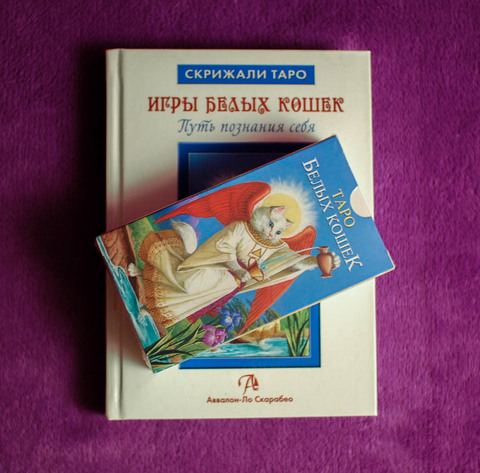 СКРИЖАЛИ ТАРО
ИГРЫ БЕЛЫХ КОШЕК
Путь познания себя
ТАРО
БЕЛЫХ КОШЕК
Аввалон-Ло Скарабео